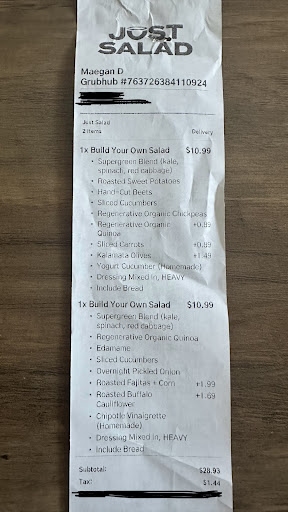 JUST
SALAD
Maegan D
Grubhub #763726384110924
Just Salad
2 Items Delivery
1x Build Your Own Salad $10.99
• Supergreen Blend (kale,
spinach, red cabbage)
• Roasted Sweet Potatoes
• Hand-Cut Beets
• Sliced Cucumbers
• Regenerative Organic Chickpeas
• Regenerative Organic +0.89
Quinoa
• Sliced Carrots +0.89
• Kalamata Olives +1.49
• Yogurt Cucumber (Homemade)
• Dressing Mixed In, HEAVY
• Include Bread
1x Build Your Own Salad $10.99
• Supergreen Blend (kale,
spinach, red cabbage)
• Regenerative Organic Quinoa
• Edamame
• Sliced Cucumbers
• Overnight Pickled Onion
• Roasted Fajitas + Corn +1.99
• Roasted Buffalo +1.69
Cauliflower
• Chipotle Vinaigrette
(Homemade)
• Dressing Mixed In, HEAVY
• Include Bread
Subtotal: $28.93
Tax: $1.44